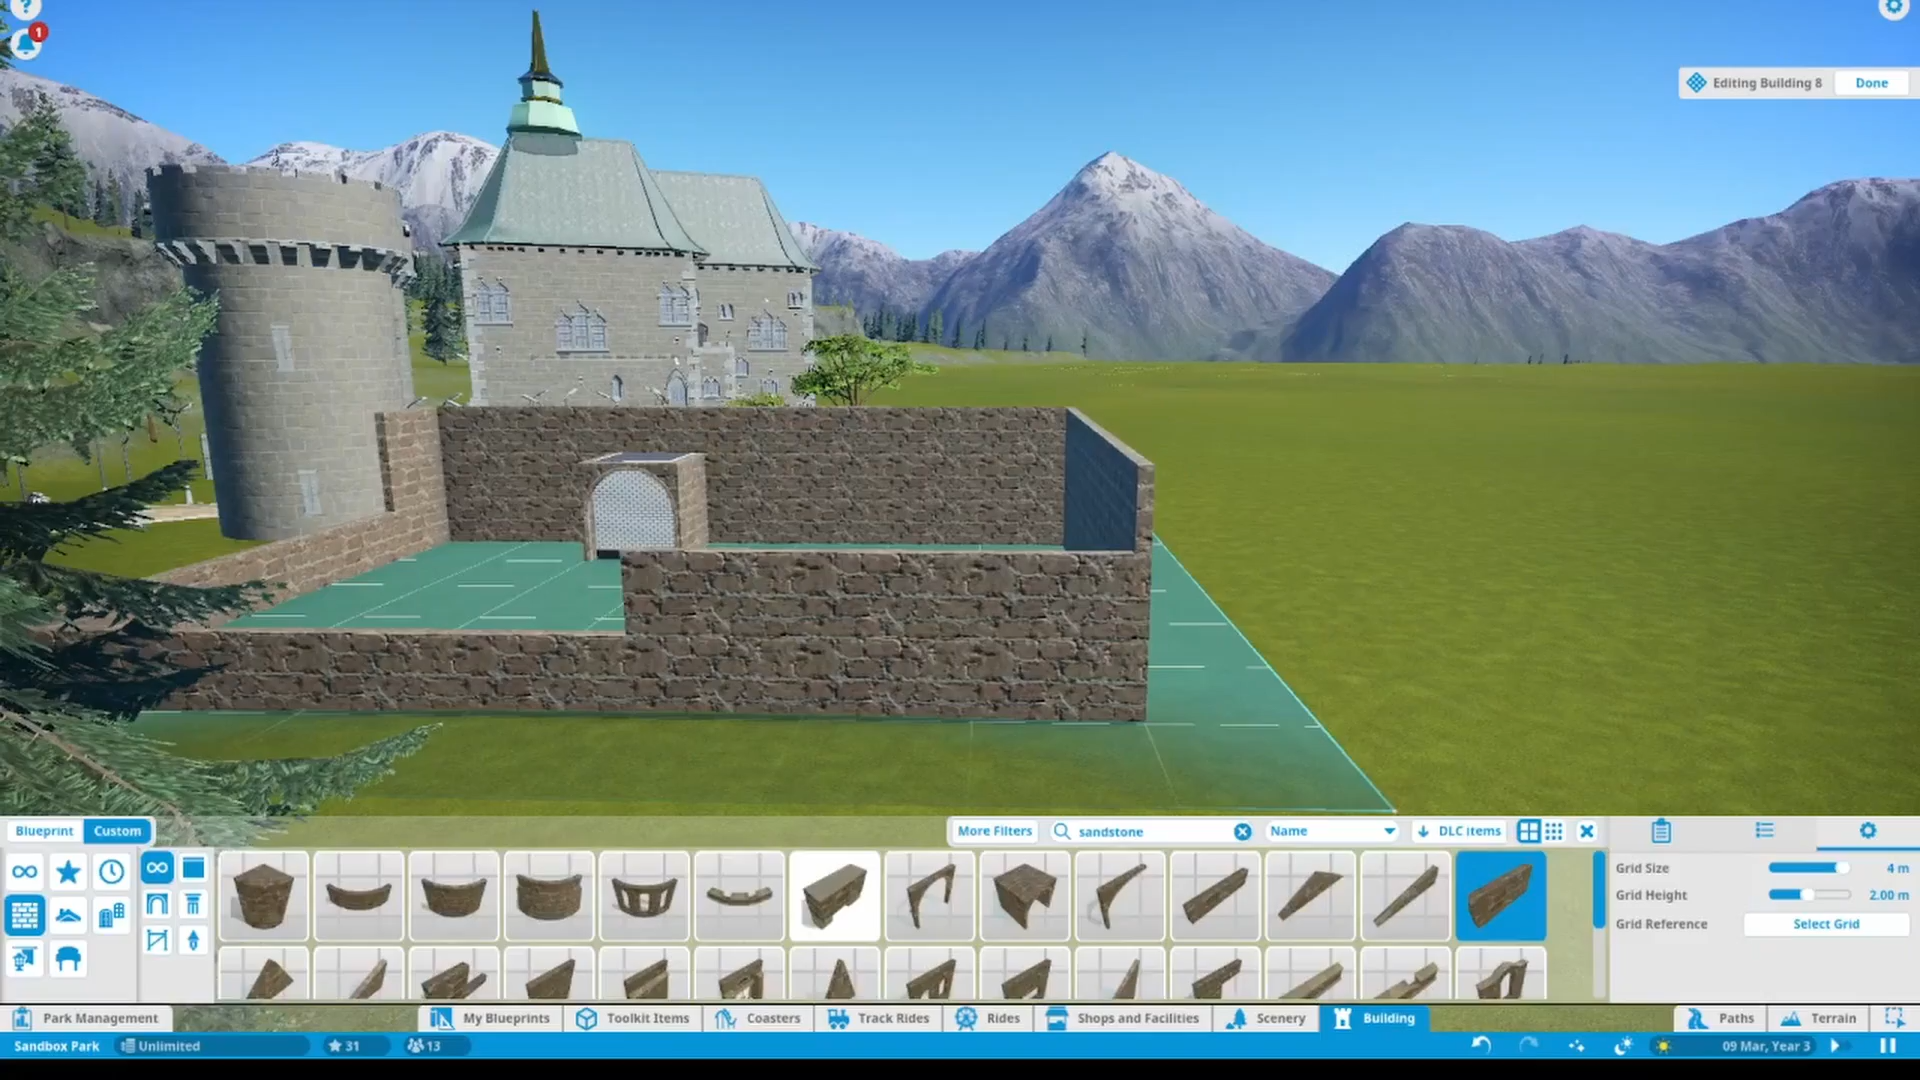 ?
1
Editing Building 8
Done
Blueprint
Custom
More Filters
sandstone
Name
DLC Items
Grid Size
4 m
Grid Height
2.00 m
Grid Reference
Select Grid
Park Management
My Blueprints
Toolkit Items
Coasters
Track Rides
Rides
Shops and Facilities
Scenery
Building
Paths
Terrain
Sandbox Park
Unlimited
31
13
09 Mar, Year 3